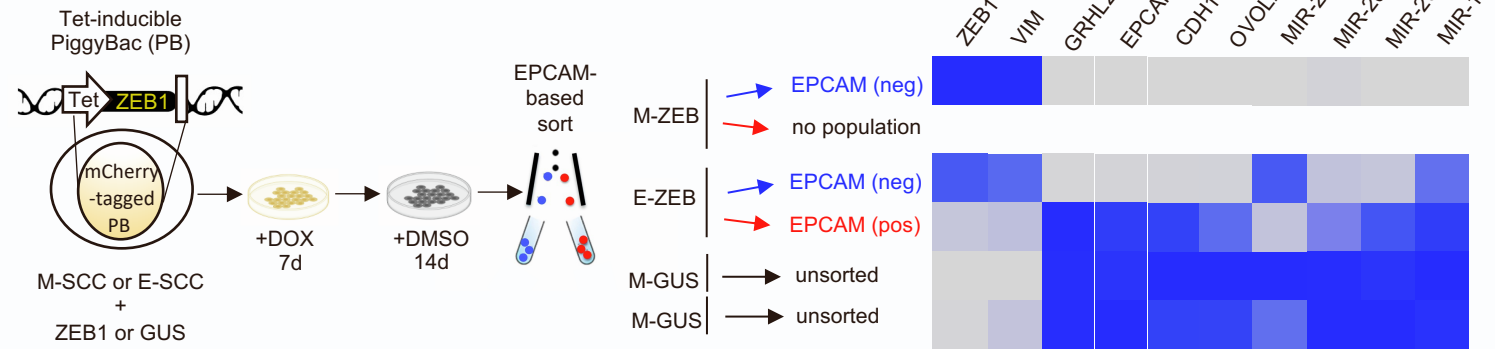 Tet-inducible
PiggyBac (PB)
Tet
ZEB1
mCherry
-tagged
PB
M-SCC or E-SCC
+
ZEB1 or GUS
+DOX
7d
+DMSO
14d
EPCAM-
based
sort
M-ZEB
EPCAM (neg)
no population
E-ZEB
EPCAM (neg)
EPCAM (pos)
M-GUS
unsorted
M-GUS
unsorted
ZEB1
VIM
CDH1